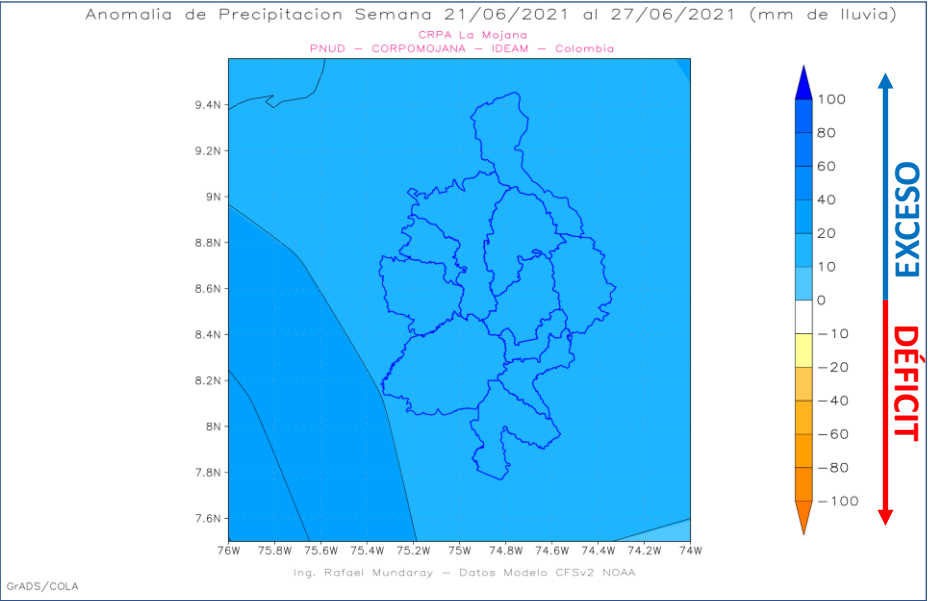 Anomalia de Precipitacion Semana 21/06/2021 al 27/06/2021 (mm de lluvia)
CRPA La Mojana
PNUD – CORPOMOJANA – IDEAM – Colombia
9.4N
9.2N
9N
8.8N
8.6N
8.4N
8.2N
8N
7.8N
7.6N
76W 75.8W 75.6W 75.4W 75.2W 75W 74.8W 74.6W 74.4W 74.2W 74W
100
80
60
40
20
10
0
–10
–20
–40
–60
–80
–100
EXCESO
DÉFICIT
Ing. Rafael Mundaray – Datos Modelo CFSv2 NOAA
GrADS/COLA